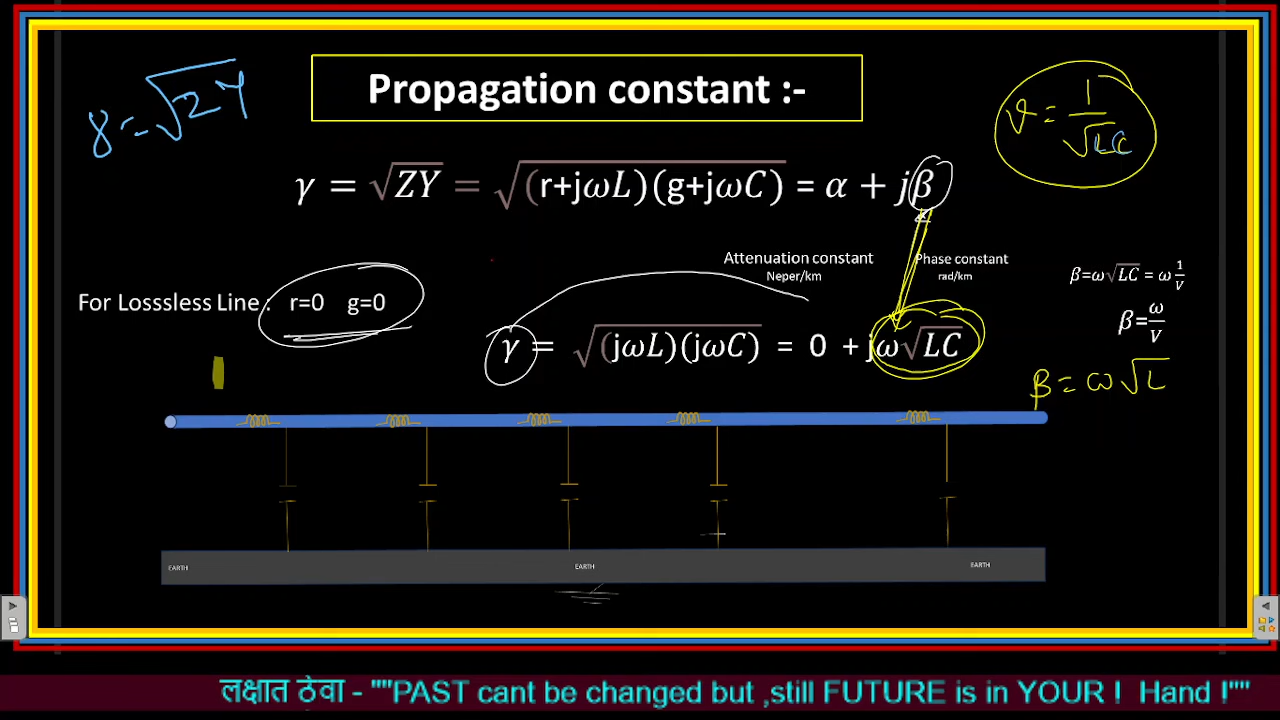 Propagation constant :-
γ = √ZY
v = 1/√LC
γ = √ZY = √(r+jωL)(g+jωC) = α + jβ
Attenuation constant
Neper/km
Phase constant
rad/km
For Losssless Line : r=0 g=0
γ = √(jωL)(jωC) = 0 + jω√LC
β=ω√LC = ω 1/V
β=ω/V
β = ω√L
EARTH
EARTH
EARTH
लक्षात ठेवा - ""PAST cant be changed but ,still FUTURE is in YOUR ! Hand !""